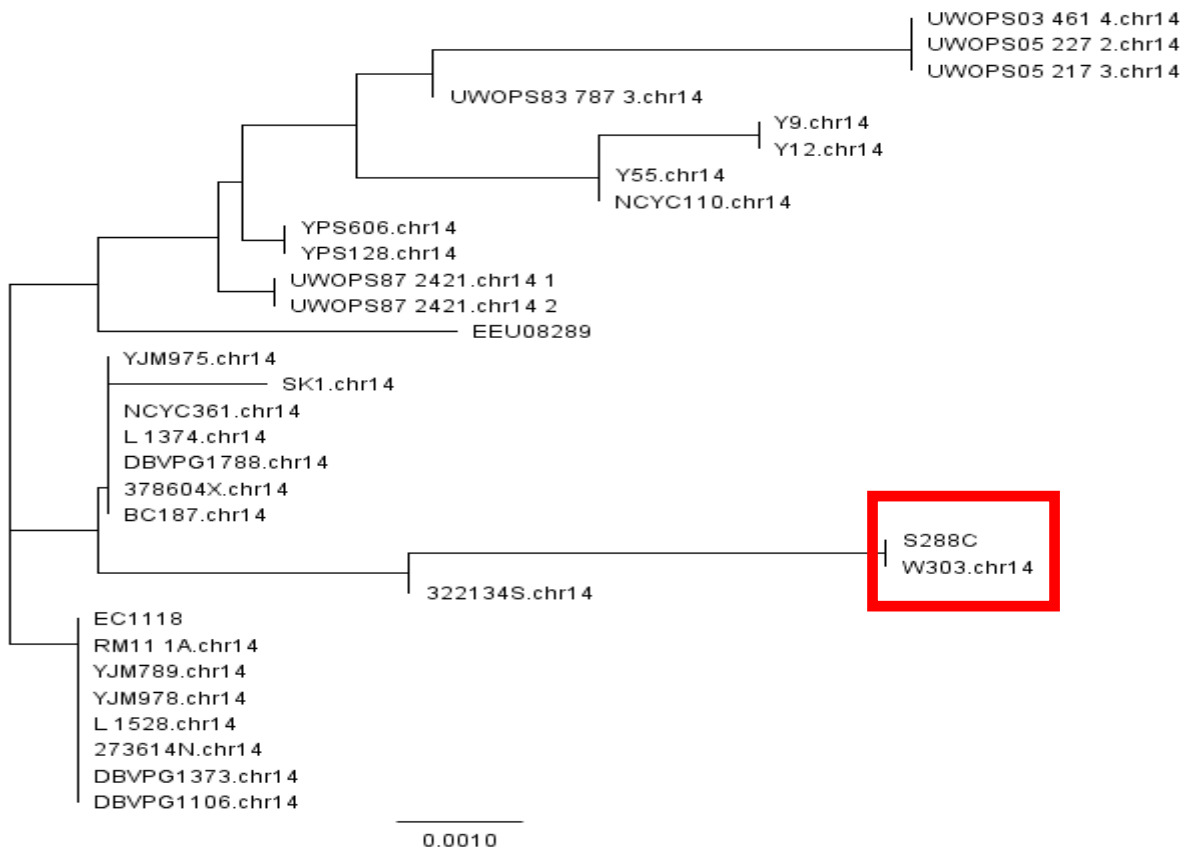 UWOPS03 461 4.chr14
UWOPS05 227 2.chr14
UWOPS05 217 3.chr14
UWOPS83 787 3.chr14
Y9.chr14
Y12.chr14
Y55.chr14
NCYC110.chr14
YPS606.chr14
YPS128.chr14
UWOPS87 2421.chr14 1
UWOPS87 2421.chr14 2
EEU08289
YJM975.chr14
SK1.chr14
NCYC361.chr14
L 1374.chr14
DBVPG1788.chr14
378604X.chr14
BC187.chr14
S288C
W303.chr14
322134S.chr14
EC1118
RM11 1A.chr14
YJM789.chr14
YJM978.chr14
L 1528.chr14
273614N.chr14
DBVPG1373.chr14
DBVPG1106.chr14
0.0010